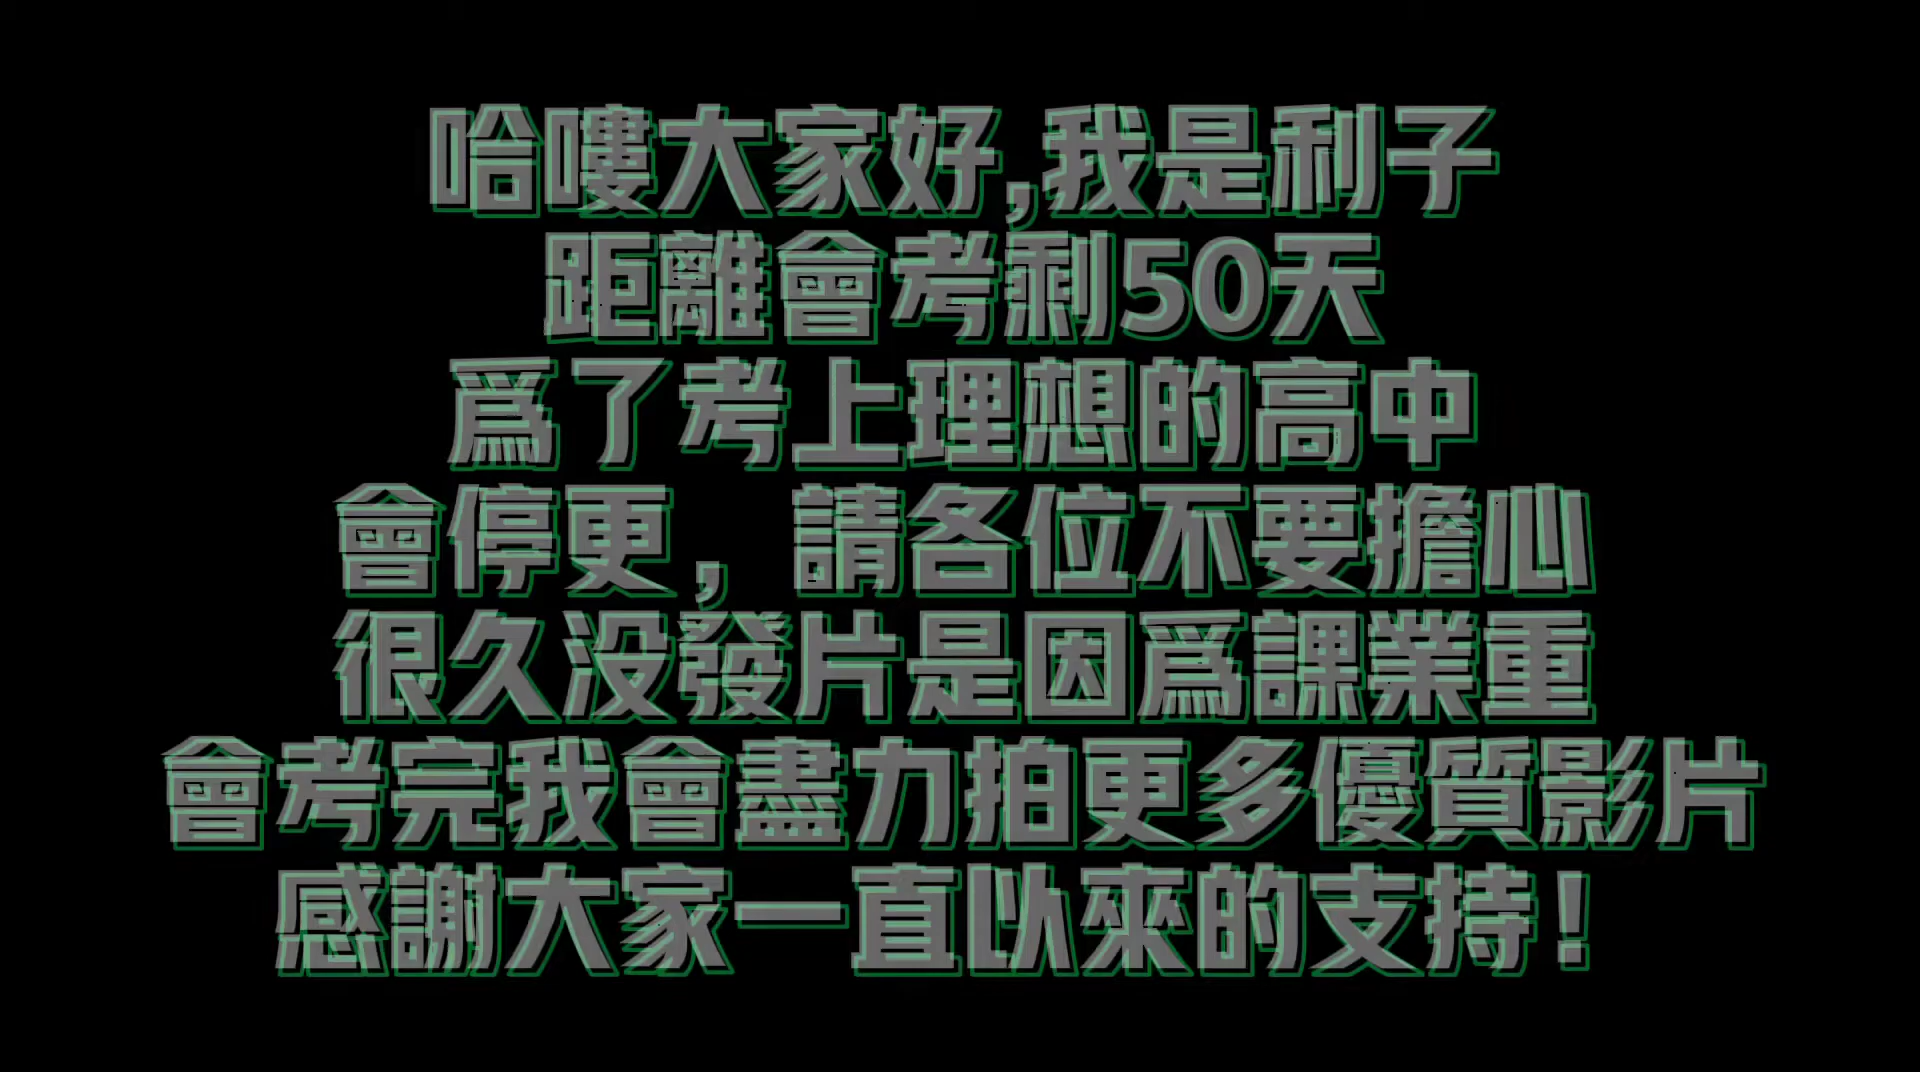 哈嘍大家好,我是利子
距離會考剩50天
爲了考上理想的高中
會停更，請各位不要擔心
很久没發片是因爲課業重
會考完我會盡力拍更多優質影片
感謝大家一直以來的支持！